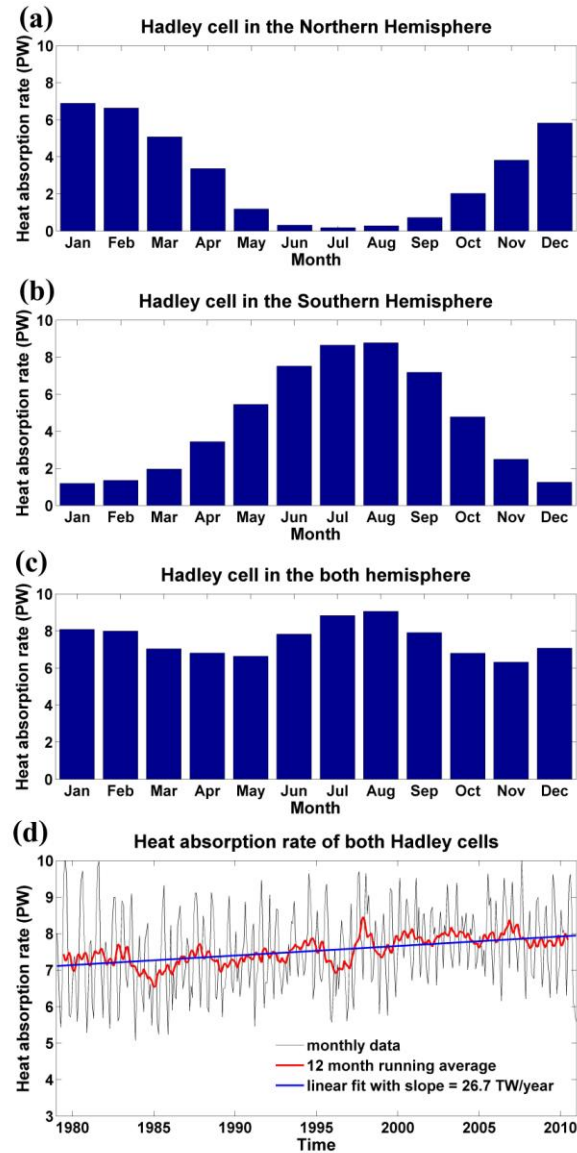 (a)
Hadley cell in the Northern Hemisphere
Heat absorption rate (PW)
10
8
6
4
2
0
Jan Feb Mar Apr May Jun Jul Aug Sep Oct Nov Dec
Month
(b)
Hadley cell in the Southern Hemisphere
Heat absorption rate (PW)
10
8
6
4
2
0
Jan Feb Mar Apr May Jun Jul Aug Sep Oct Nov Dec
Month
(c)
Hadley cell in the both hemisphere
Heat absorption rate (PW)
10
8
6
4
2
0
Jan Feb Mar Apr May Jun Jul Aug Sep Oct Nov Dec
Month
(d)
Heat absorption rate of both Hadley cells
Heat absorption rate (PW)
10
9
8
7
6
5
4
3
monthly data
12 month running average
linear fit with slope = 26.7 TW/year
1980 1985 1990 1995 2000 2005 2010
Time